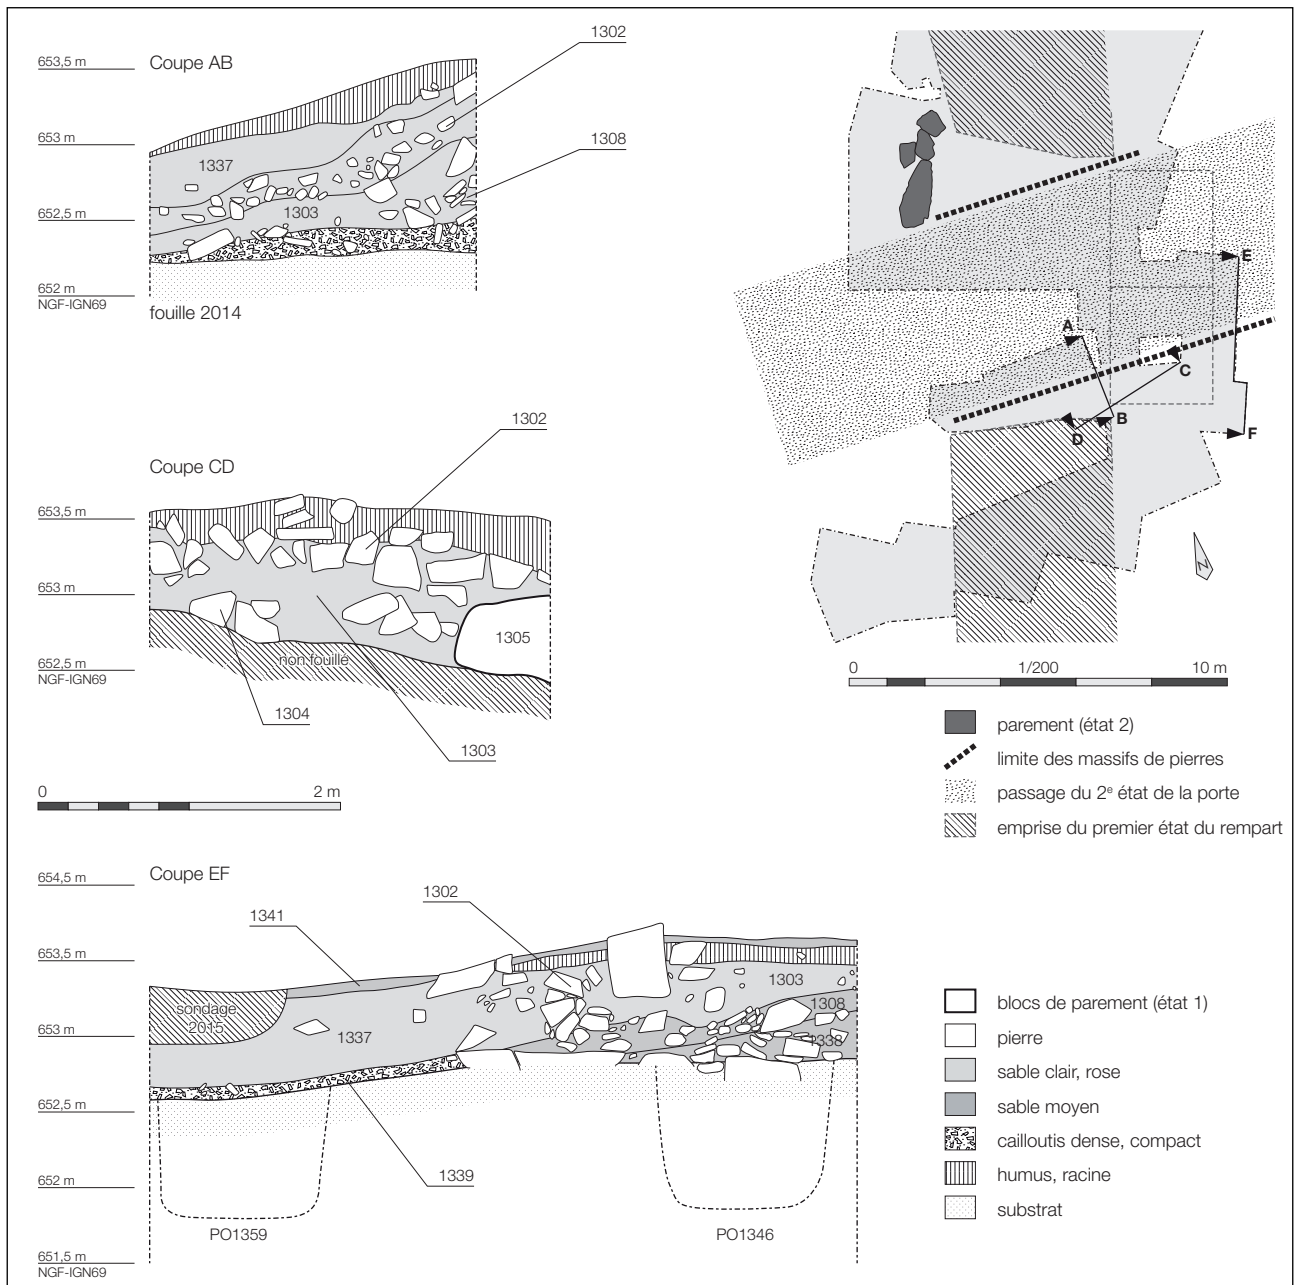 Coupe AB
653,5 m
653 m
652,5 m
652 m
NGF-IGN69
1302
1308
1337
1303
fouille 2014
Coupe CD
653,5 m
653 m
652,5 m
NGF-IGN69
1302
1305
non fouillé
1304
1303
0 2 m
A
B
C
D
E
F
N
0 1/200 10 m
parement (état 2)
limite des massifs de pierres
passage du 2e état de la porte
emprise du premier état du rempart
Coupe EF
654,5 m
653,5 m
653 m
652,5 m
652 m
651,5 m
NGF-IGN69
1302
1341
sondage
2015
1337
1303
1308
1338
1339
PO1359
PO1346
blocs de parement (état 1)
pierre
sable clair, rose
sable moyen
cailloutis dense, compact
humus, racine
substrat